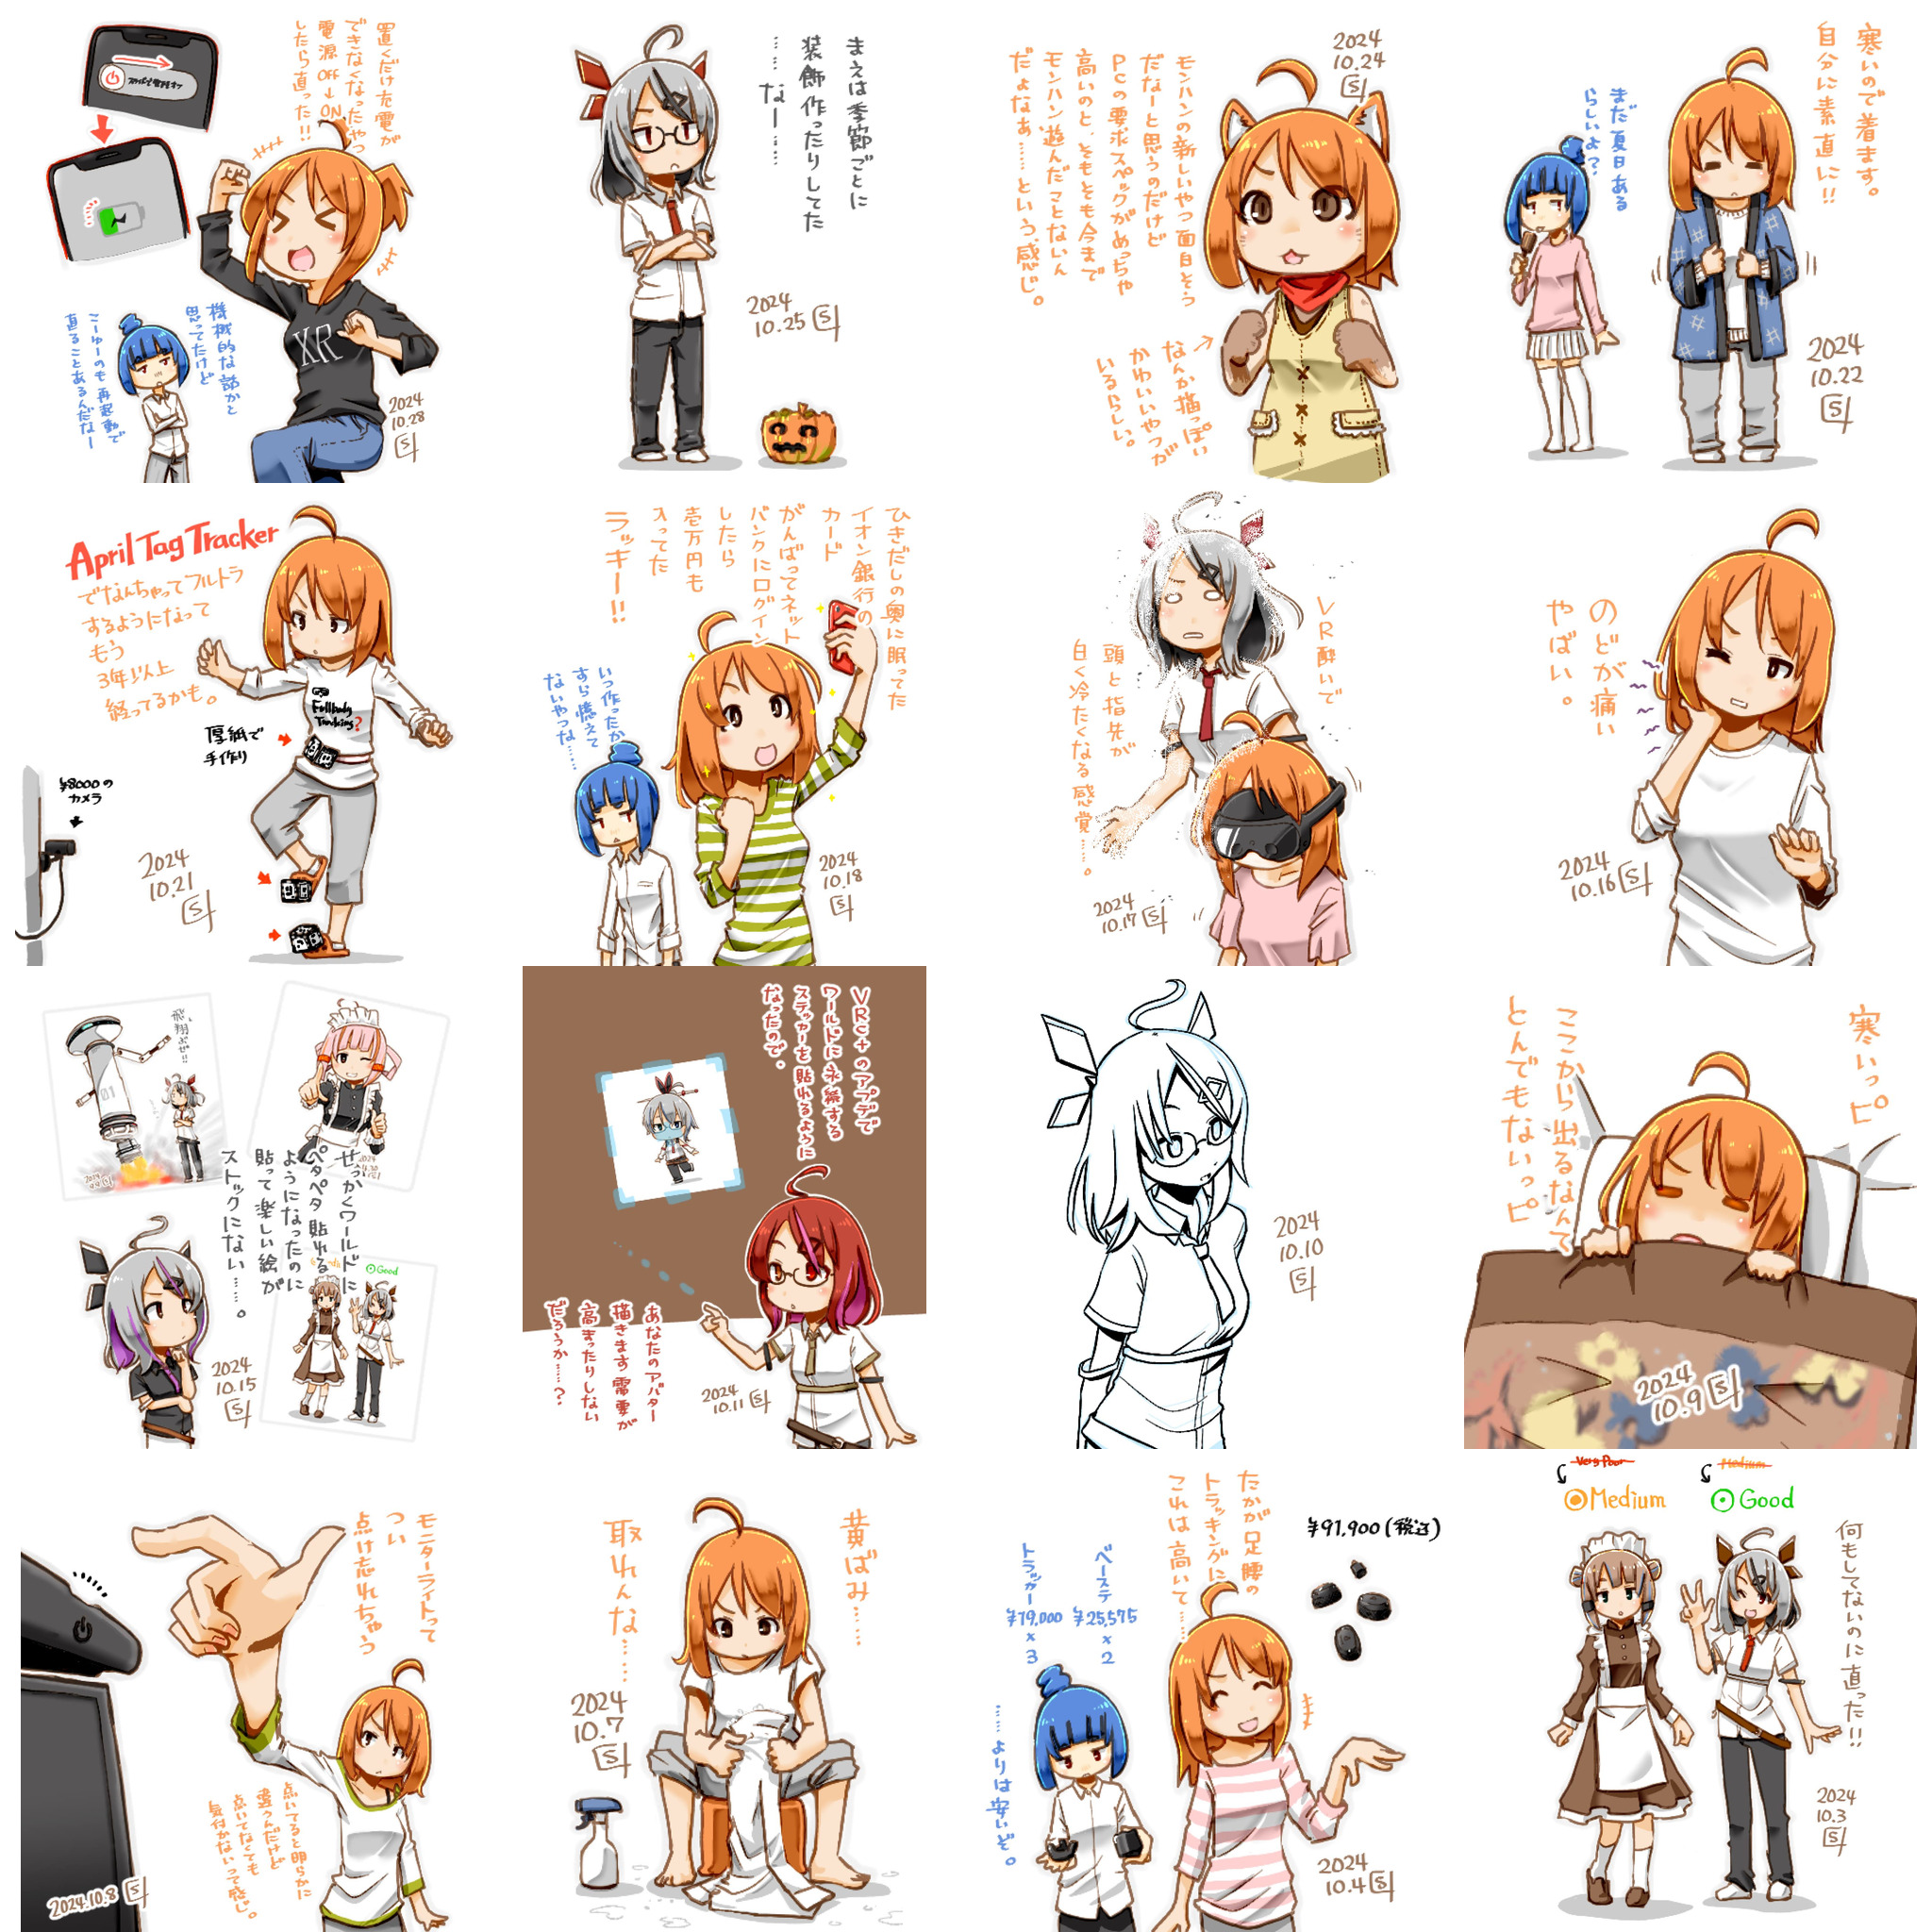 置くだけ充電が
できなくなったやつ
電源OFF→ON
したら直った!!
スライドで電源オフ
XR
機械的な話かと
思ってたけど
こーゆーのも再起動で
直ることあるんだなー
2024
10.28
まえは季節ごとに
装飾作ったりしてた
……なー……
2024
10.25
2024
10.24
モンハンの新しいやつ面白そう
だなーと思うのだけど
PCの要求スペックがめっちゃ
高いのと、そもそも今まで
モンハン遊んだことないん
だよなぁ……という感じ。
なんか猫っぽい
かわいいやつが
いるらしい。
寒いので着ます。
自分に素直に!!
まだ夏日ある
らしいよ?
2024
10.22
April Tag Tracker
でなんちゃってフルトラ
するようになって
もう
3年以上
経ってるかも。
Fullbody
Tracking?
厚紙で
手作り
¥8000の
カメラ
2024
10.21
ひきだしの奥に眠ってた
イオン銀行の
カード
がんばってネット
バンクにログイン
したら
壱万円も
入ってた
ラッキー!!
いつ作ったか
すら憶えて
ないやつな……
2024
10.18
VR酔いで
頭と指先が
白く冷たくなる感覚……。
2024
10.17
のどが痛い
やばい。
2024
10.16
飛翔ぶぜ!!
01
せっかくワールドに
ペタペタ貼れる
ようになったのに
貼って楽しい絵が
ストックにない……。
Good
2024
10.15
VRC+のアプデで
ワールドに永続する
ステッカーを貼れるように
なったので、
あなたのアバター
描きます需要が
高まったりしない
だろうか……?
2024
10.11
2024
10.10
寒いっピ
ここから出るなんて
とんでもないっピ
2024
10.9
モニターライトって
つい
点け忘れちゃう
点いてると明らかに
違うんだけど
点いてなくても
気付かないって感じ。
2024.10.8
黄ばみ……
取れんな……
2024
10.7
たかが足腰の
トラッキングに
これは高いて……
¥91,900(税込)
ベーステ
¥25,575
×2
トラッカー
¥19,000
×3
……よりは安いぞ。
2024
10.4
Very Poor
Medium
Medium
Good
何もしてないのに直った!!
2024
10.3